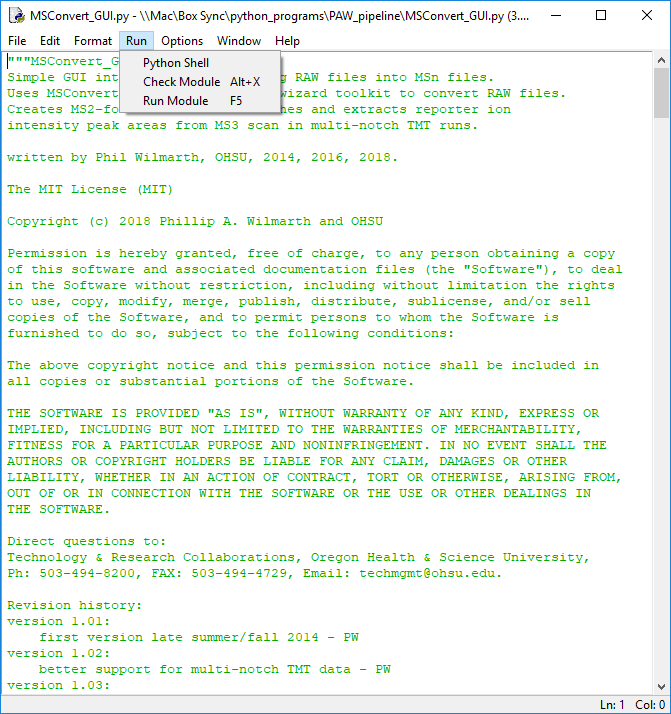 MSConvert_GUI.py - \\Mac\Box Sync\python_programs\PAW_pipeline\MSConvert_GUI.py (3....
File Edit Format Run Options Window Help
Python Shell
Check Module Alt+X
Run Module F5
"""MSConvert_G
Simple GUI int g RAW files into MSn files.
Uses MSConvert wizard toolkit to convert RAW files.
Creates MS2-fo hes and extracts reporter ion
intensity peak areas from MS3 scan in multi-notch TMT runs.
written by Phil Wilmarth, OHSU, 2014, 2016, 2018.
The MIT License (MIT)
Copyright (c) 2018 Phillip A. Wilmarth and OHSU
Permission is hereby granted, free of charge, to any person obtaining a copy
of this software and associated documentation files (the "Software"), to deal
in the Software without restriction, including without limitation the rights
to use, copy, modify, merge, publish, distribute, sublicense, and/or sell
copies of the Software, and to permit persons to whom the Software is
furnished to do so, subject to the following conditions:
The above copyright notice and this permission notice shall be included in
all copies or substantial portions of the Software.
THE SOFTWARE IS PROVIDED "AS IS", WITHOUT WARRANTY OF ANY KIND, EXPRESS OR
IMPLIED, INCLUDING BUT NOT LIMITED TO THE WARRANTIES OF MERCHANTABILITY,
FITNESS FOR A PARTICULAR PURPOSE AND NONINFRINGEMENT. IN NO EVENT SHALL THE
AUTHORS OR COPYRIGHT HOLDERS BE LIABLE FOR ANY CLAIM, DAMAGES OR OTHER
LIABILITY, WHETHER IN AN ACTION OF CONTRACT, TORT OR OTHERWISE, ARISING FROM,
OUT OF OR IN CONNECTION WITH THE SOFTWARE OR THE USE OR OTHER DEALINGS IN
THE SOFTWARE.
Direct questions to:
Technology & Research Collaborations, Oregon Health & Science University,
Ph: 503-494-8200, FAX: 503-494-4729, Email: techmgmt@ohsu.edu.
Revision history:
version 1.01:
first version late summer/fall 2014 - PW
version 1.02:
better support for multi-notch TMT data - PW
version 1.03:
Ln: 1 Col: 0